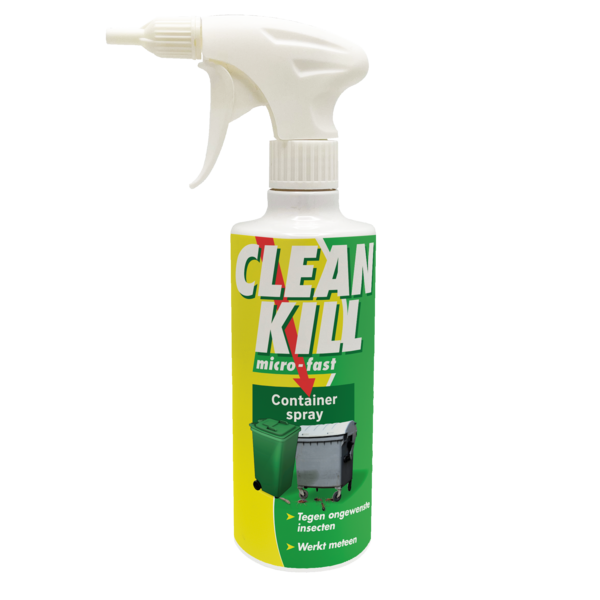 CLEAN
KILL
micro-fast
Container
spray
➤ Tegen ongewenste
insecten
➤ Werkt meteen